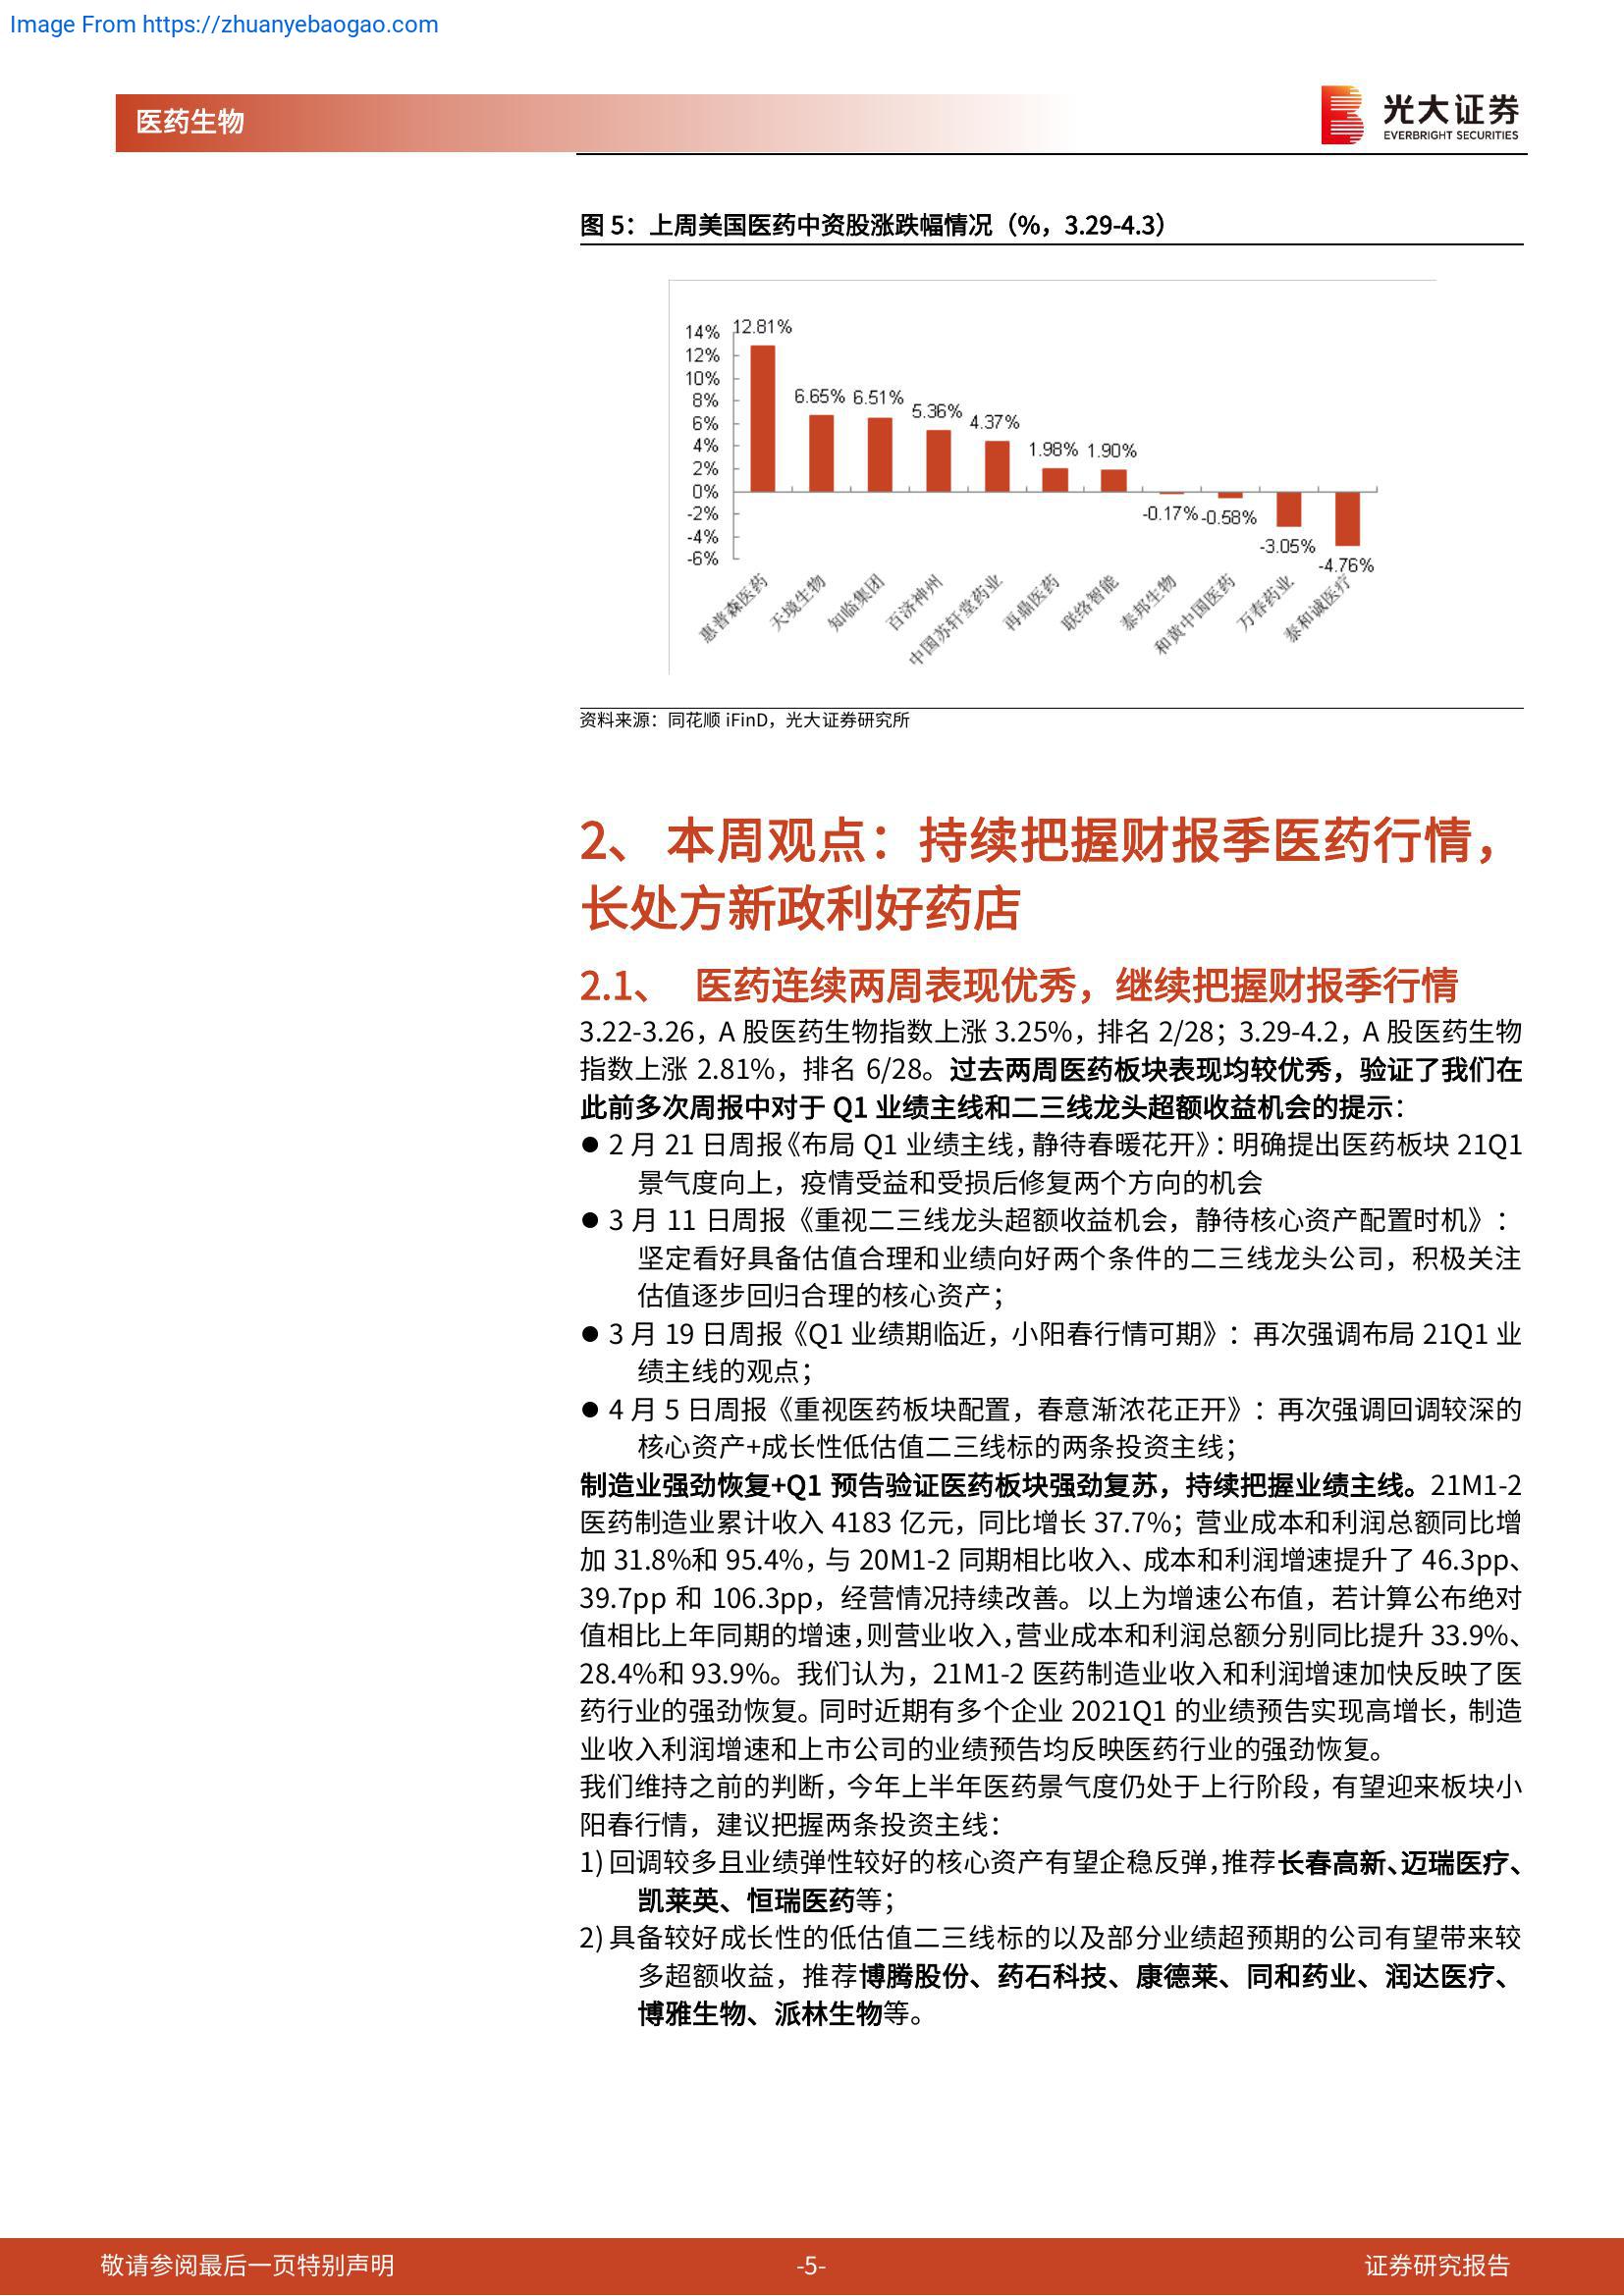 Image From https://zhuanyebaogao.com
医药生物
光大证券
EVERBRIGHT SECURITIES
图 5：上周美国医药中资股涨跌幅情况（%，3.29-4.3）
14%
12%
10%
8%
6%
4%
2%
0%
-2%
-4%
-6%
12.81%
6.65%
6.51%
5.36%
4.37%
1.98%
1.90%
-0.17%
-0.58%
-3.05%
-4.76%
惠普森医药
天境生物
知临集团
百济神州
中国苏轩堂药业
再鼎医药
联络智能
泰邦生物
和黄中国医药
万春药业
泰和诚医疗
资料来源：同花顺 iFinD，光大证券研究所
2、 本周观点：持续把握财报季医药行情，
长处方新政利好药店
2.1、 医药连续两周表现优秀，继续把握财报季行情
3.22-3.26，A 股医药生物指数上涨 3.25%，排名 2/28；3.29-4.2，A 股医药生物
指数上涨 2.81%，排名 6/28。过去两周医药板块表现均较优秀，验证了我们在
此前多次周报中对于 Q1 业绩主线和二三线龙头超额收益机会的提示：
● 2 月 21 日周报《布局 Q1 业绩主线，静待春暖花开》：明确提出医药板块 21Q1
景气度向上，疫情受益和受损后修复两个方向的机会
● 3 月 11 日周报《重视二三线龙头超额收益机会，静待核心资产配置时机》：
坚定看好具备估值合理和业绩向好两个条件的二三线龙头公司，积极关注
估值逐步回归合理的核心资产；
● 3 月 19 日周报《Q1 业绩期临近，小阳春行情可期》：再次强调布局 21Q1 业
绩主线的观点；
● 4 月 5 日周报《重视医药板块配置，春意渐浓花正开》：再次强调回调较深的
核心资产+成长性低估值二三线标的两条投资主线；
制造业强劲恢复+Q1 预告验证医药板块强劲复苏，持续把握业绩主线。21M1-2
医药制造业累计收入 4183 亿元，同比增长 37.7%；营业成本和利润总额同比增
加 31.8%和 95.4%，与 20M1-2 同期相比收入、成本和利润增速提升了 46.3pp、
39.7pp 和 106.3pp，经营情况持续改善。以上为增速公布值，若计算公布绝对
值相比上年同期的增速，则营业收入，营业成本和利润总额分别同比提升 33.9%、
28.4%和 93.9%。我们认为，21M1-2 医药制造业收入和利润增速加快反映了医
药行业的强劲恢复。同时近期有多个企业 2021Q1 的业绩预告实现高增长，制造
业收入利润增速和上市公司的业绩预告均反映医药行业的强劲恢复。
我们维持之前的判断，今年上半年医药景气度仍处于上行阶段，有望迎来板块小
阳春行情，建议把握两条投资主线：
1) 回调较多且业绩弹性较好的核心资产有望企稳反弹，推荐长春高新、迈瑞医疗、
凯莱英、恒瑞医药等；
2) 具备较好成长性的低估值二三线标的以及部分业绩超预期的公司有望带来较
多超额收益，推荐博腾股份、药石科技、康德莱、同和药业、润达医疗、
博雅生物、派林生物等。
敬请参阅最后一页特别声明
-5-
证券研究报告